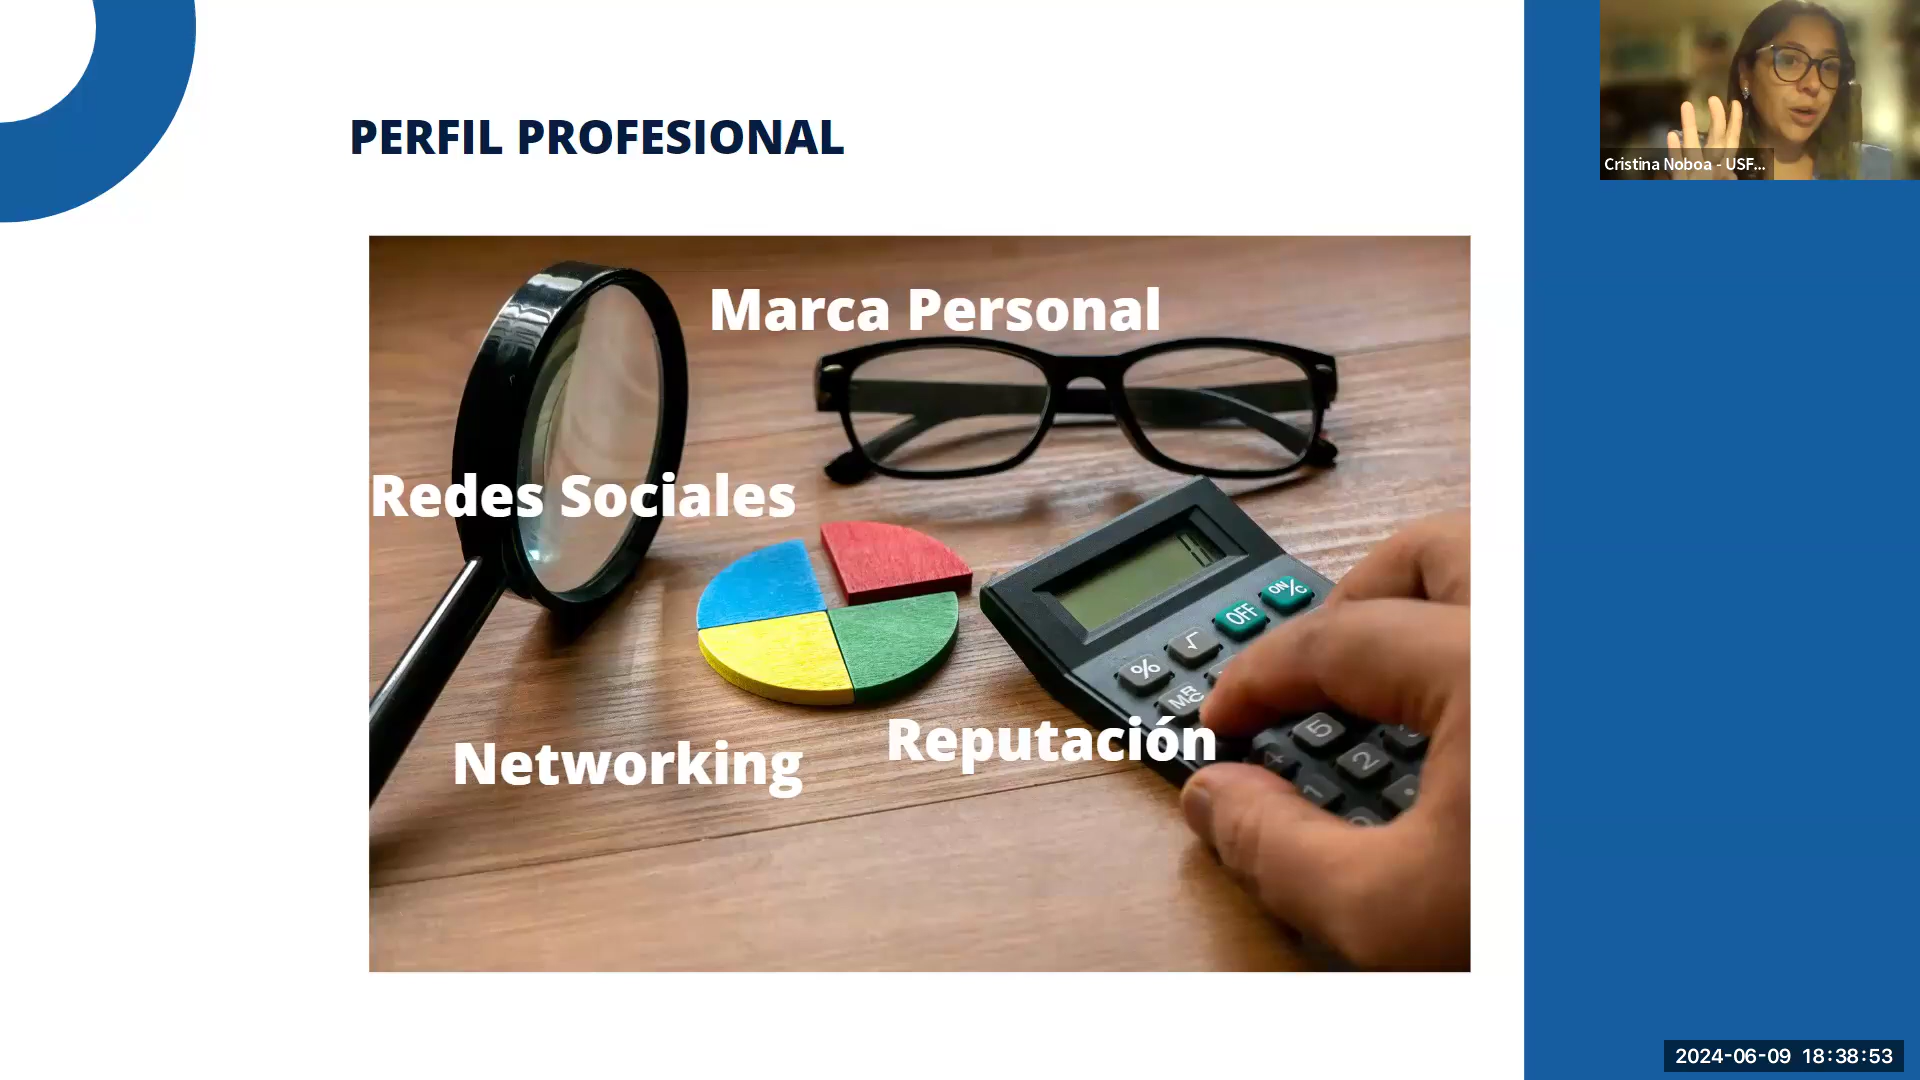 Cristina Noboa - USF...
PERFIL PROFESIONAL
Marca Personal
Redes Sociales
ON/C
OFF
√
%
5
2
Reputación
Networking
2024-06-09 18:38:53